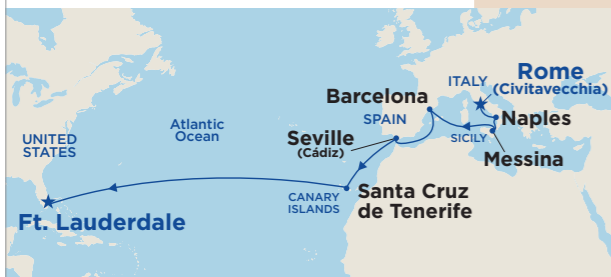 ITALY
Rome
(Civitavecchia)
Barcelona
SPAIN
Naples
Atlantic
Ocean
UNITED
STATES
Seville
(Cádiz)
SICILY
Messina
CANARY
ISLANDS
Santa Cruz
de Tenerife
Ft. Lauderdale